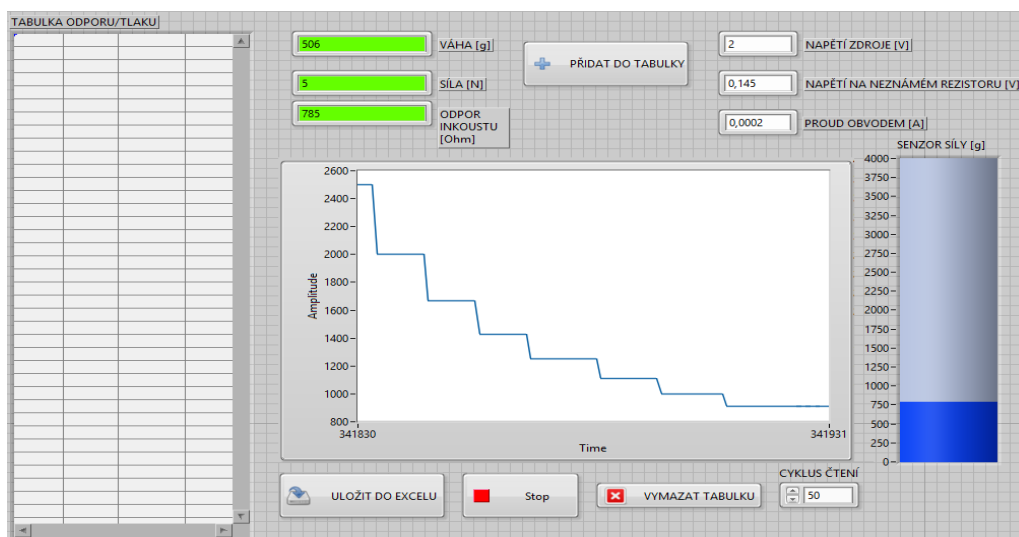 TABULKA ODPORU/TLAKU
506 VÁHA [g]
5 SÍLA [N]
785 ODPOR
INKOUSTU
[Ohm]
PŘIDAT DO TABULKY
2 NAPĚTÍ ZDROJE [V]
0,145 NAPĚTÍ NA NEZNÁMÉM REZISTORU [V]
0,0002 PROUD OBVODEM [A]
SENZOR SÍLY [g]
4000
3750
3500
3250
3000
2750
2500
2250
2000
1750
1500
1250
1000
750
500
250
0
2600
2400
2200
2000
1800
1600
1400
1200
1000
800
Amplitude
341830
341931
Time
ULOŽIT DO EXCELU
Stop
VYMAZAT TABULKU
CYKLUS ČTENÍ
50